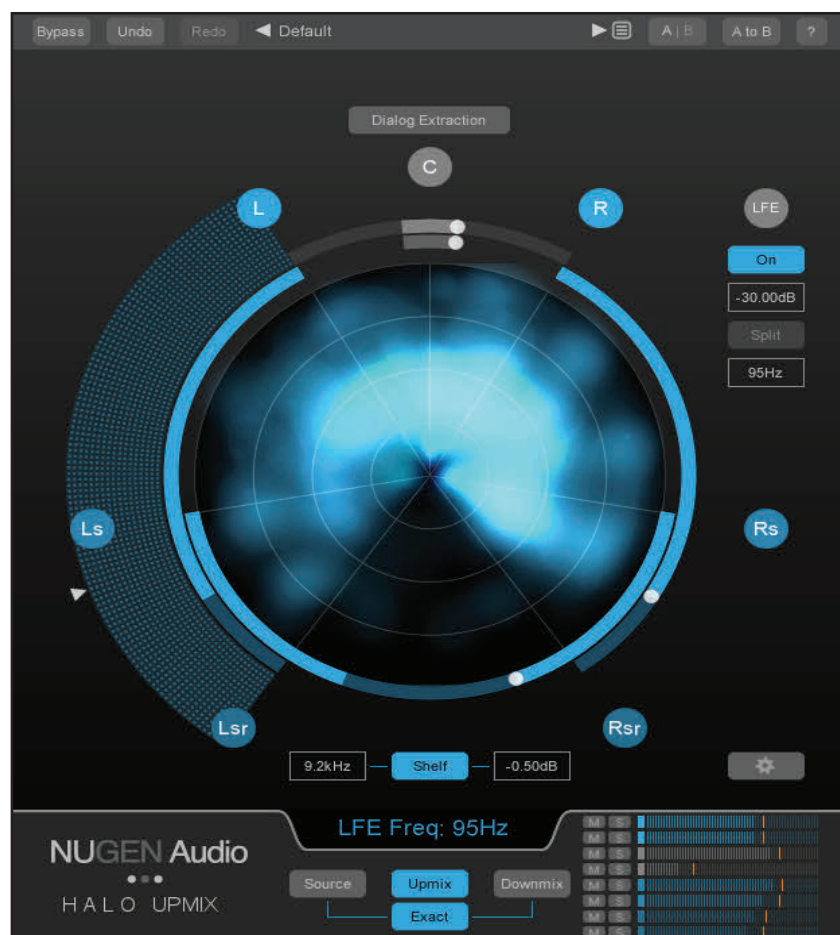 Bypass Undo Redo Default A | B A to B ?
Dialog Extraction
C
L R LFE
On
-30.00dB
Split
95Hz
Ls Rs
Lsr Rsr
9.2kHz Shelf -0.50dB
LFE Freq: 95Hz
NUGEN Audio
HALO UPMIX
Source Upmix Downmix
Exact
M S
M S
M S
M S
M S
M S
M S
M S